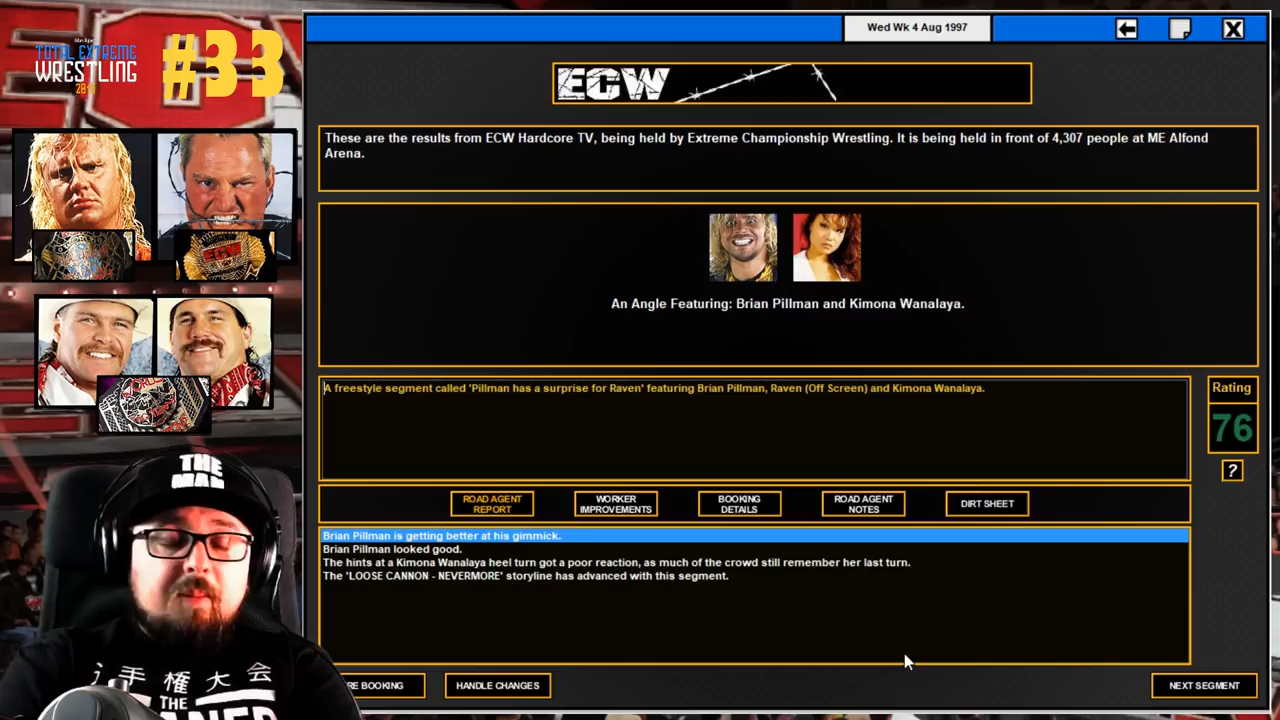 Wed Wk 4 Aug 1997
TOTAL EXTREME
WRESTLING
#33
ECW
These are the results from ECW Hardcore TV, being held by Extreme Championship Wrestling. It is being held in front of 4,307 people at ME Alfond
Arena.
An Angle Featuring: Brian Pillman and Kimona Wanalaya.
A freestyle segment called 'Pillman has a surprise for Raven' featuring Brian Pillman, Raven (Off Screen) and Kimona Wanalaya.
Rating
76
?
ROAD AGENT
REPORT
WORKER
IMPROVEMENTS
BOOKING
DETAILS
ROAD AGENT
NOTES
DIRT SHEET
Brian Pillman is getting better at his gimmick.
Brian Pillman looked good.
The hints at a Kimona Wanalaya heel turn got a poor reaction, as much of the crowd still remember her last turn.
The 'LOOSE CANNON - NEVERMORE' storyline has advanced with this segment.
BOOKING
HANDLE CHANGES
NEXT SEGMENT
THE
MAN
手権大会
THE